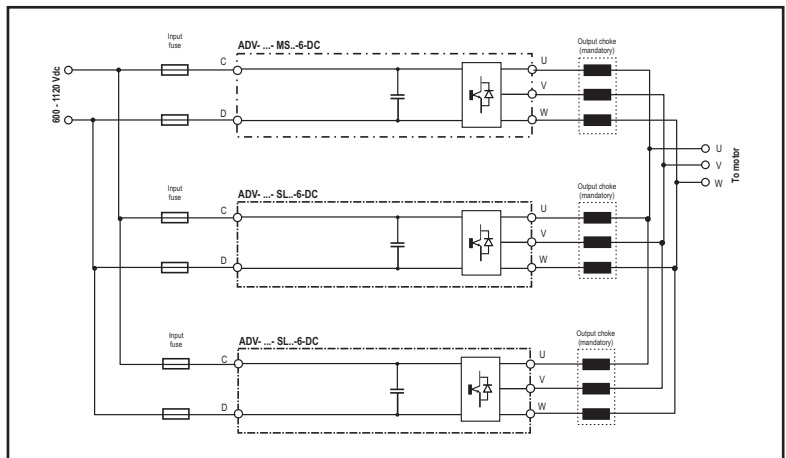 600 - 1120 Vdc
Input
fuse
C
D
ADV- ...- MS..-6-DC
U
V
W
Output choke
(mandatory)
U
V
W
To motor
Input
fuse
C
D
ADV- ...- SL..-6-DC
U
V
W
Output choke
(mandatory)
Input
fuse
C
D
ADV- ...- SL..-6-DC
U
V
W
Output choke
(mandatory)